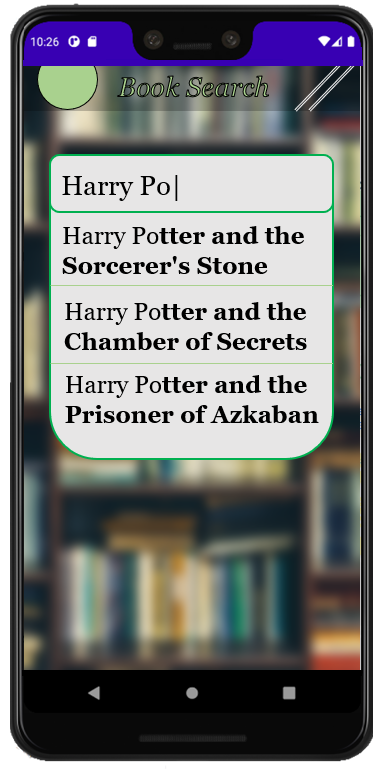 10:26
Book Search
Harry Po
Harry Potter and the
Sorcerer's Stone
Harry Potter and the
Chamber of Secrets
Harry Potter and the
Prisoner of Azkaban